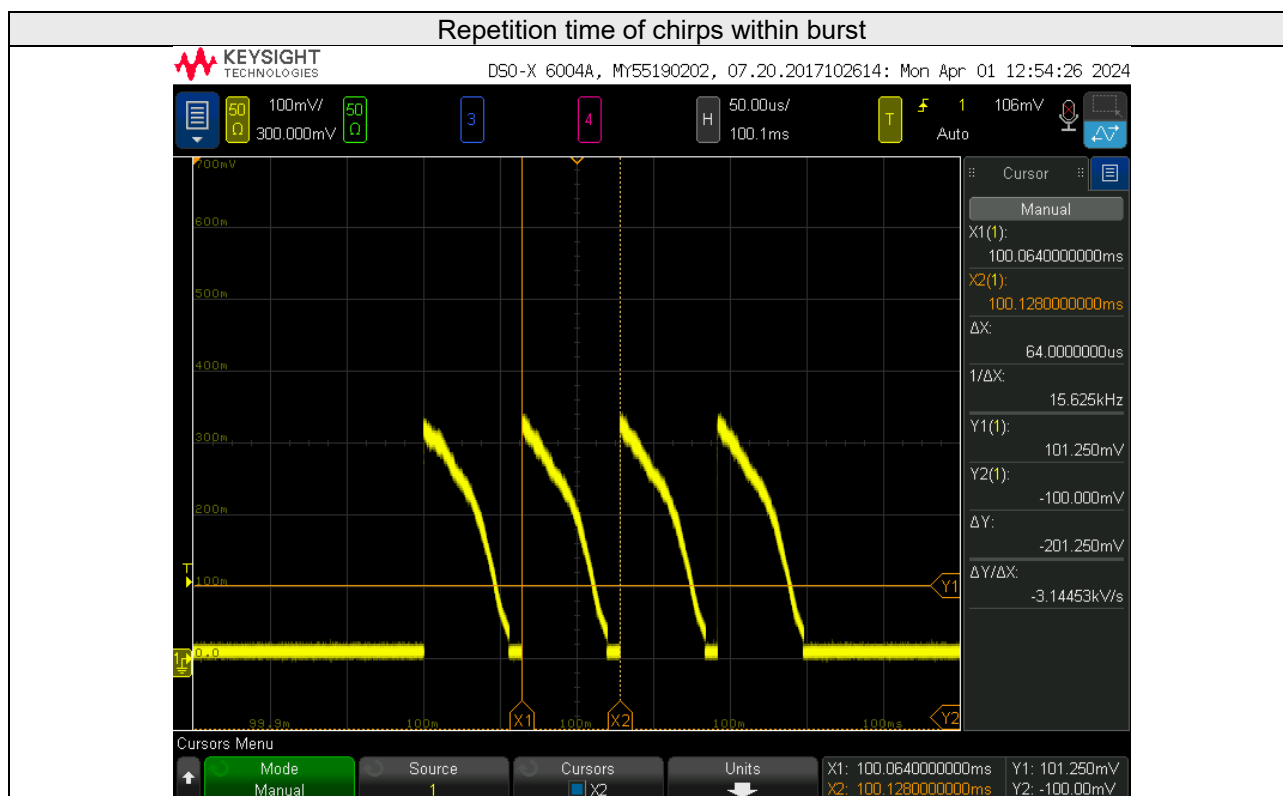 Repetition time of chirps within burst
KEYSIGHT
TECHNOLOGIES
DSO-X 6004A, MY55190202, 07.20.2017102614: Mon Apr 01 12:54:26 2024
50 Ω 100mV/ 300.000mV 50 Ω 3 4 H 50.00us/ 100.1ms T 1 106mV Auto
700mV
600m
500m
400m
300m
200m
T
100m
0.0
1
99.9m 100m 100m 100m 100ms
X1 X2
Y1
Y2
Cursor
Manual
X1(1):
100.0640000000ms
X2(1):
100.1280000000ms
ΔX:
64.0000000us
1/ΔX:
15.625kHz
Y1(1):
101.250mV
Y2(1):
-100.000mV
ΔY:
-201.250mV
ΔY/ΔX:
-3.14453kV/s
Cursors Menu
Mode Source Cursors Units X1: 100.0640000000ms Y1: 101.250mV
Manual 1 X2 X2: 100.1280000000ms Y2: -100.00mV